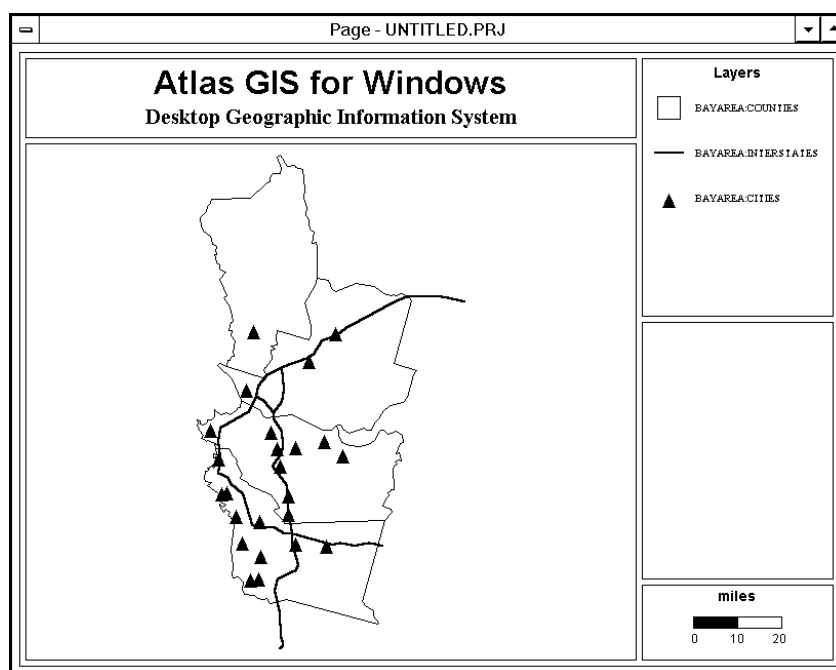 Page - UNTITLED.PRJ
Atlas GIS for Windows
Desktop Geographic Information System
Layers
BAYAREA:COUNTIES
BAYAREA:INTERSTATES
BAYAREA:CITIES
miles
0 10 20